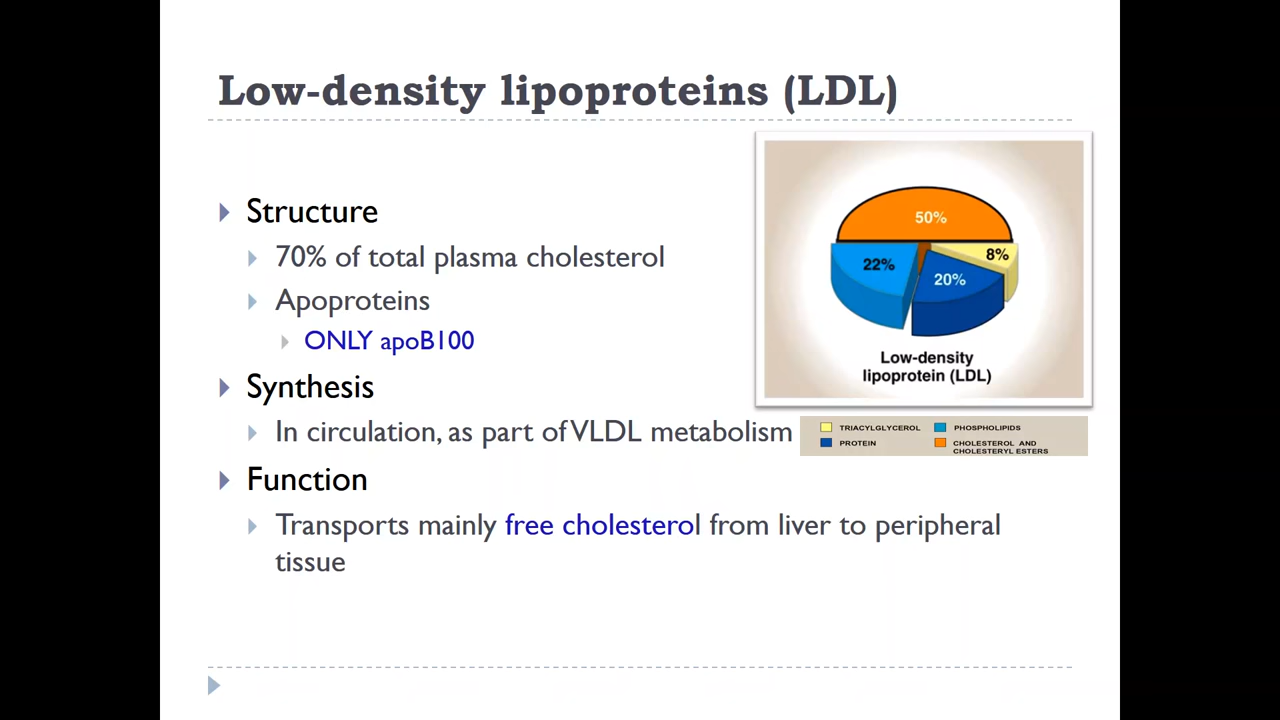 Low-density lipoproteins (LDL)
Structure
70% of total plasma cholesterol
Apoproteins
ONLY apoB100
Synthesis
In circulation, as part of VLDL metabolism
Function
Transports mainly free cholesterol from liver to peripheral
tissue
50%
8%
22%
20%
Low-density
lipoprotein (LDL)
TRIACYLGLYCEROL
PHOSPHOLIPIDS
PROTEIN
CHOLESTEROL AND
CHOLESTERYL ESTERS